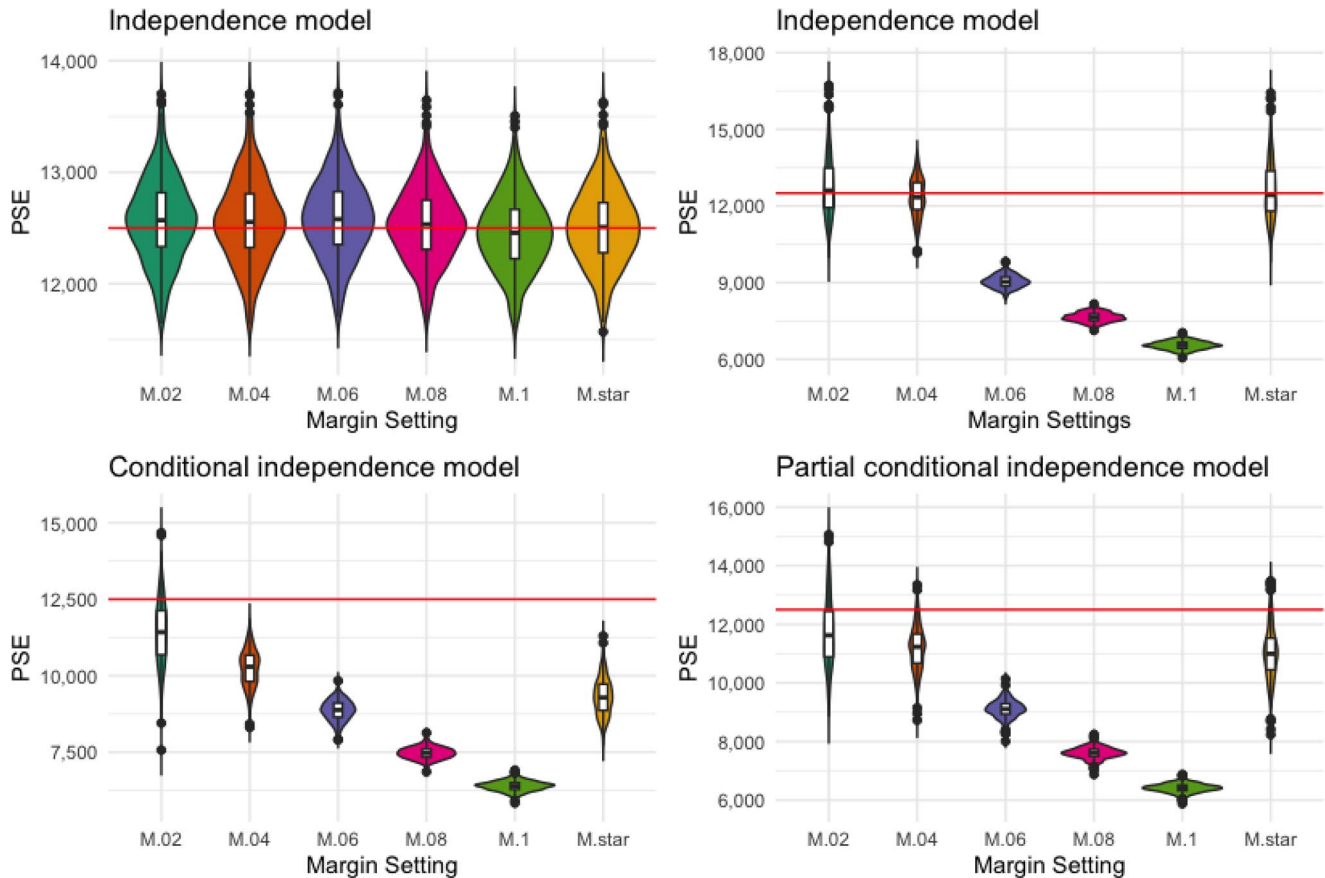 Independence model
14,000
13,000
12,000
PSE
M.02 M.04 M.06 M.08 M.1 M.star
Margin Setting
Independence model
18,000
15,000
12,000
9,000
6,000
PSE
M.02 M.04 M.06 M.08 M.1 M.star
Margin Settings
Conditional independence model
15,000
12,500
10,000
7,500
PSE
M.02 M.04 M.06 M.08 M.1 M.star
Margin Setting
Partial conditional independence model
16,000
14,000
12,000
10,000
8,000
6,000
PSE
M.02 M.04 M.06 M.08 M.1 M.star
Margin Setting